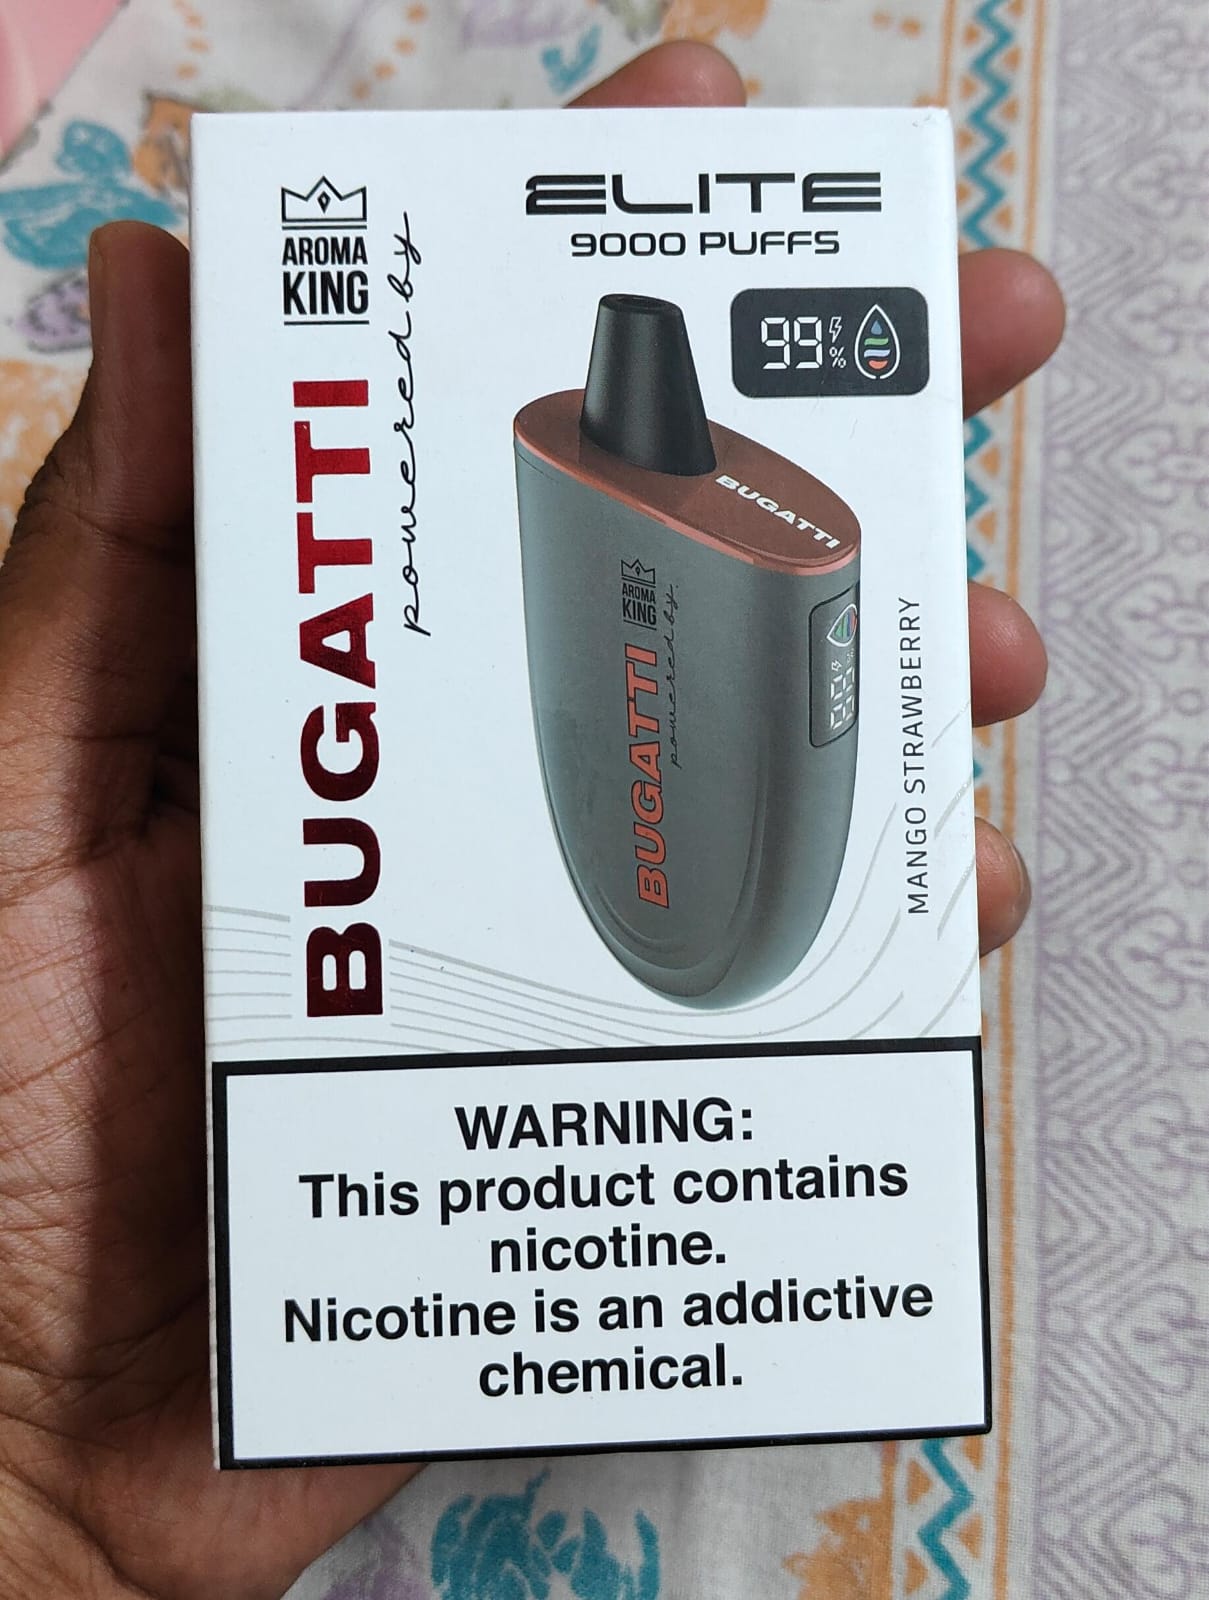 AROMA
KING
powered by
BUGATTI
ELITE
9000 PUFFS
99 %
BUGATTI
AROMA
KING
powered by
BUGATTI
MANGO STRAWBERRY
WARNING:
This product contains
nicotine.
Nicotine is an addictive
chemical.